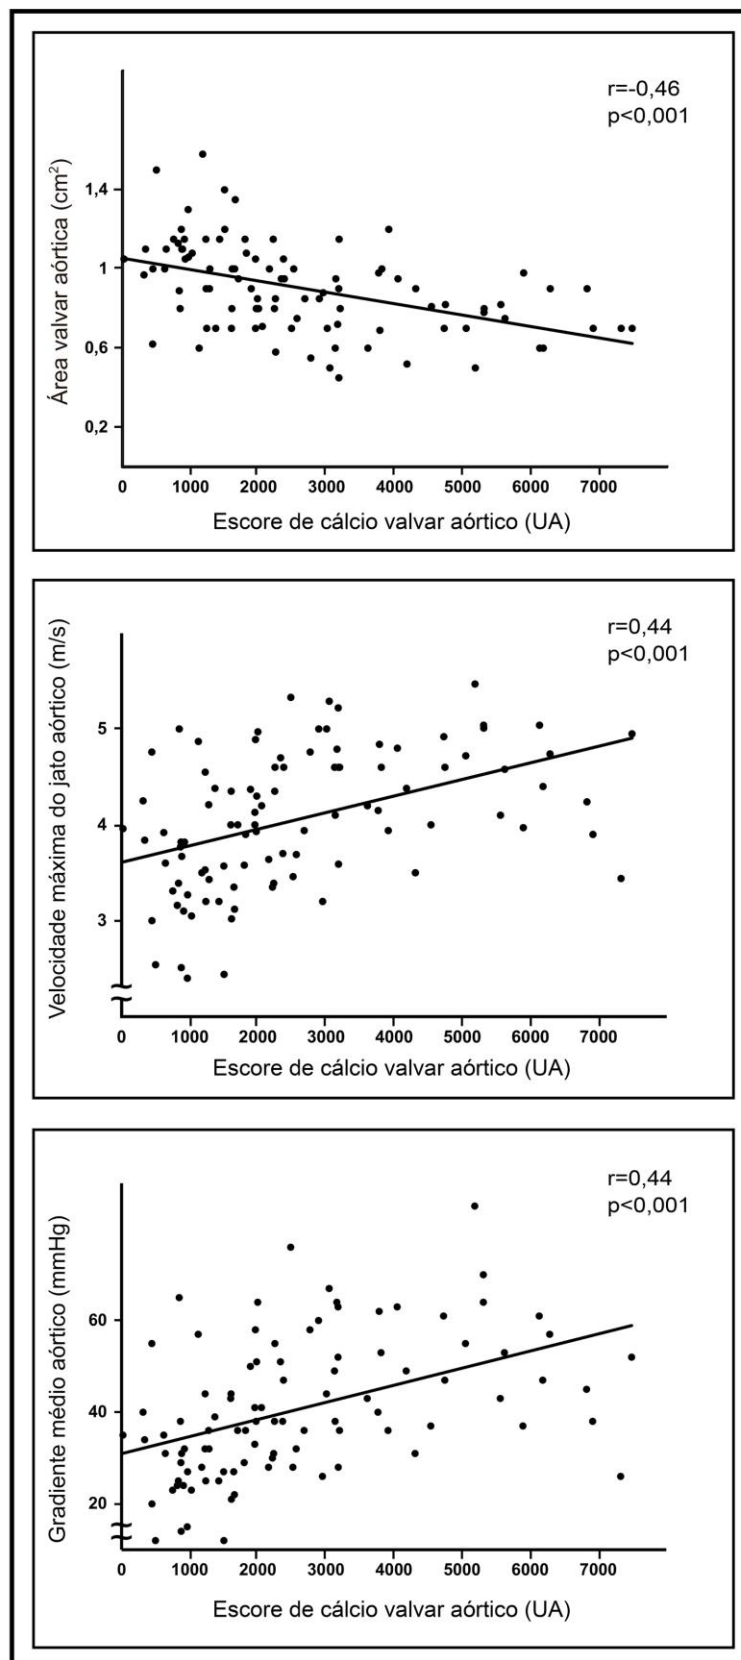 r=-0,46
p<0,001
Área valvar aórtica (cm²)
1,4
1
0,6
0,2
0 1000 2000 3000 4000 5000 6000 7000
Escore de cálcio valvar aórtico (UA)
r=0,44
p<0,001
Velocidade máxima do jato aórtico (m/s)
5
4
3
0 1000 2000 3000 4000 5000 6000 7000
Escore de cálcio valvar aórtico (UA)
r=0,44
p<0,001
Gradiente médio aórtico (mmHg)
60
40
20
0 1000 2000 3000 4000 5000 6000 7000
Escore de cálcio valvar aórtico (UA)